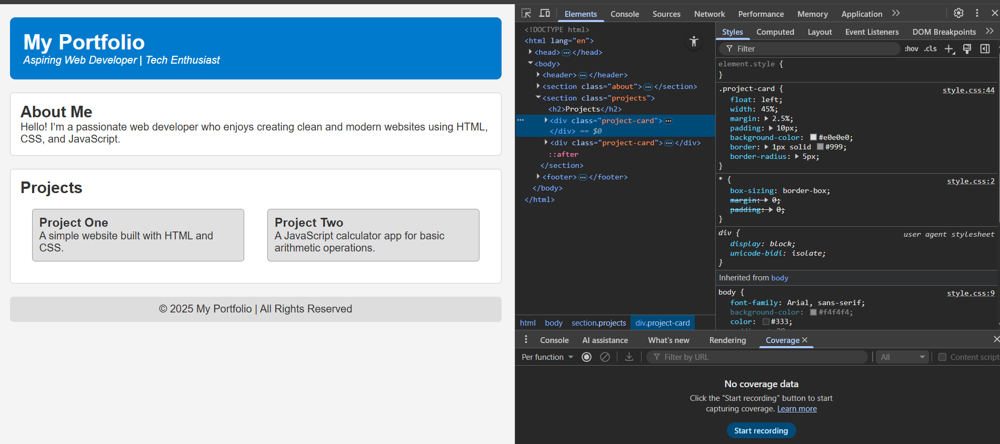 My Portfolio
Aspiring Web Developer | Tech Enthusiast
About Me
Hello! I'm a passionate web developer who enjoys creating clean and modern websites using HTML,
CSS, and JavaScript.
Projects
Project One
A simple website built with HTML and
CSS.
Project Two
A JavaScript calculator app for basic
arithmetic operations.
© 2025 My Portfolio | All Rights Reserved
Elements Console Sources Network Performance Memory Application
<!DOCTYPE html>
<html lang="en">
<head> </head>
<body>
<header> </header>
<section class="about"> </section>
<section class="projects">
<h2>Projects</h2>
<div class="project-card">
</div> == $0
<div class="project-card"> </div>
::after
</section>
<footer> </footer>
</body>
</html>
html body section.projects div.project-card
Styles Computed Layout Event Listeners DOM Breakpoints
Filter :hov .cls
element.style {
}
.project-card { style.css:44
float: left;
width: 45%;
margin: 2.5%;
padding: 10px;
background-color: #e0e0e0;
border: 1px solid #999;
border-radius: 5px;
}
* { style.css:2
box-sizing: border-box;
margin: 0;
padding: 0;
}
div { user agent stylesheet
display: block;
unicode-bidi: isolate;
}
Inherited from body
body { style.css:9
font-family: Arial, sans-serif;
background-color: #f4f4f4;
color: #333;
Console AI assistance What's new Rendering Coverage
Per function Filter by URL All Content script
No coverage data
Click the "Start recording" button to start
capturing coverage. Learn more
Start recording